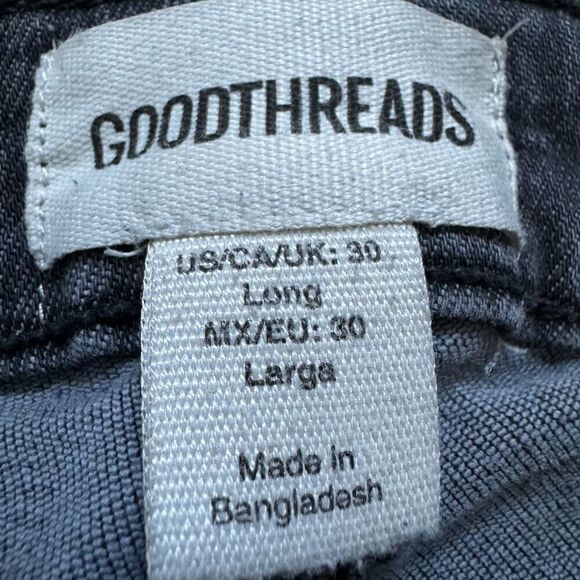 GOODTHREADS
US/CA/UK: 30
Long
MX/EU: 30
Larga
Made in
Bangladesh